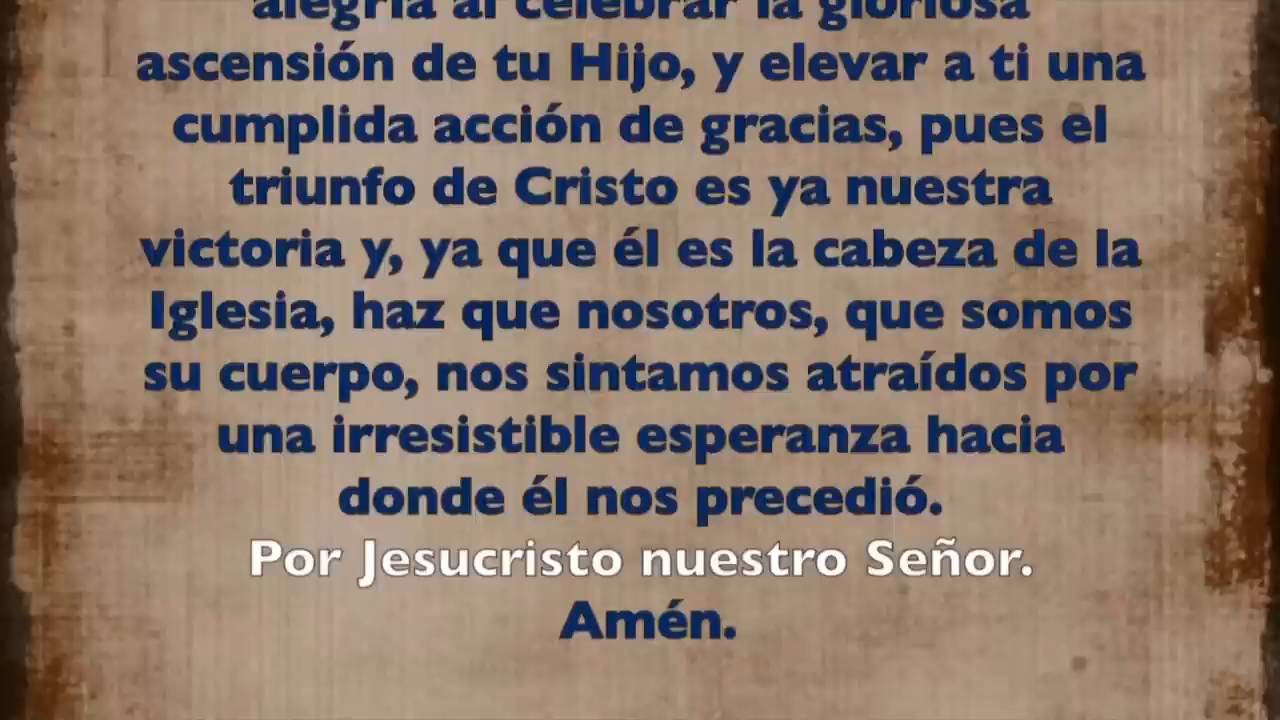 alegría al celebrar la gloriosa
ascensión de tu Hijo, y elevar a ti una
cumplida acción de gracias, pues el
triunfo de Cristo es ya nuestra
victoria y, ya que él es la cabeza de la
Iglesia, haz que nosotros, que somos
su cuerpo, nos sintamos atraídos por
una irresistible esperanza hacia
donde él nos precedió.
Por Jesucristo nuestro Señor.
Amén.